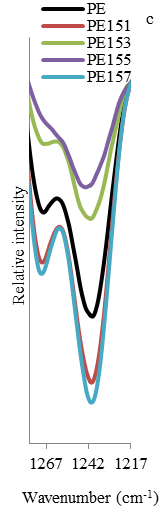 PE
c
PE151
PE153
PE155
PE157
Relative intensity
1267 1242 1217
Wavenumber (cm-1)